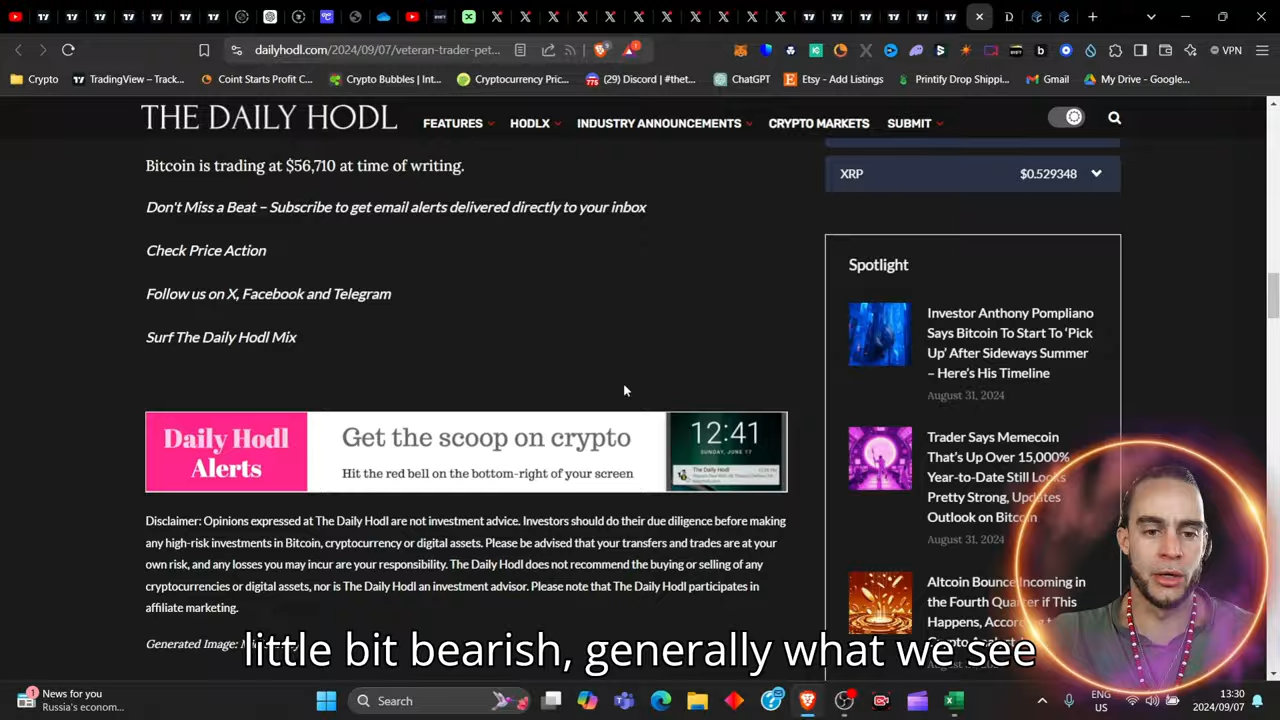 dailyhodl.com/2024/09/07/veteran-trader-pet...
VPN
Crypto
TradingView – Track...
Coint Starts Profit C...
Crypto Bubbles | Int...
Cryptocurrency Pric...
(29) Discord | #thet...
ChatGPT
Etsy - Add Listings
Printify Drop Shippi...
Gmail
My Drive - Google...
THE DAILY HODL
FEATURES
HODLX
INDUSTRY ANNOUNCEMENTS
CRYPTO MARKETS
SUBMIT
Bitcoin is trading at $56,710 at time of writing.
Don't Miss a Beat – Subscribe to get email alerts delivered directly to your inbox
Check Price Action
Follow us on X, Facebook and Telegram
Surf The Daily Hodl Mix
Daily Hodl
Alerts
Get the scoop on crypto
Hit the red bell on the bottom-right of your screen
12:41
SUNDAY, JUNE 17
The Daily Hodl
Disclaimer: Opinions expressed at The Daily Hodl are not investment advice. Investors should do their due diligence before making
any high-risk investments in Bitcoin, cryptocurrency or digital assets. Please be advised that your transfers and trades are at your
own risk, and any losses you may incur are your responsibility. The Daily Hodl does not recommend the buying or selling of any
cryptocurrencies or digital assets, nor is The Daily Hodl an investment advisor. Please note that The Daily Hodl participates in
affiliate marketing.
Generated Image:
XRP $0.529348
Spotlight
Investor Anthony Pompliano
Says Bitcoin To Start To ‘Pick
Up’ After Sideways Summer
– Here’s His Timeline
August 31, 2024
Trader Says Memecoin
That’s Up Over 15,000%
Year-to-Date Still Looks
Pretty Strong, Updates
Outlook on Bitcoin
August 31, 2024
Altcoin Bounce Incoming in
the Fourth Quarter if This
Happens,
little bit bearish, generally what we see
1
News for you
Russia's econom...
Search
ENG
US
13:30
2024/09/07